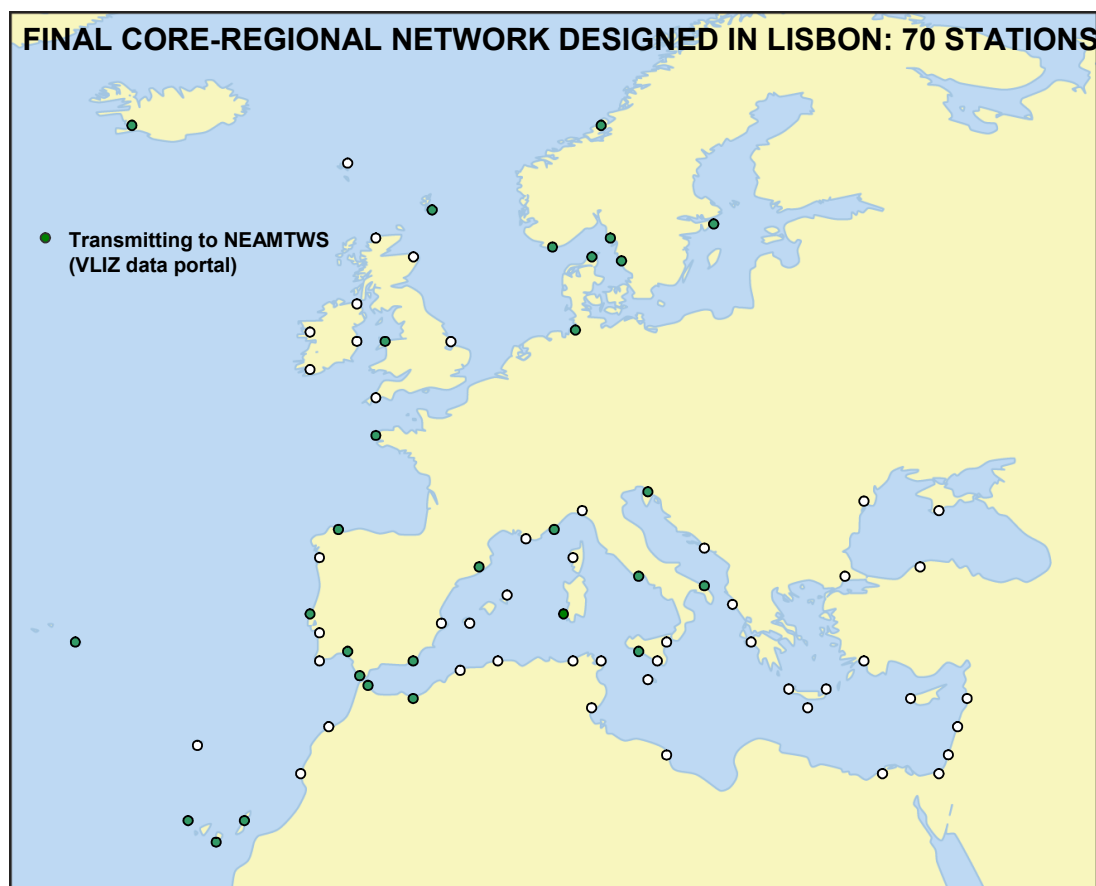 FINAL CORE-REGIONAL NETWORK DESIGNED IN LISBON: 70 STATIONS
Transmitting to NEAMTWS
(VLIZ data portal)